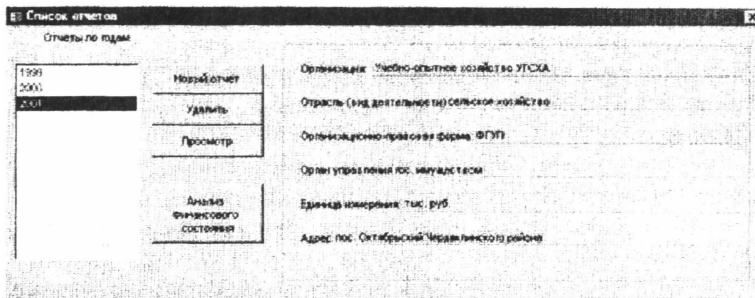 Список отчетов
Отчеты по годам
1999
2000
2001
Новый отчет
Удалить
Просмотр
Анализ
финансового
состояния
Организация: Учебно-опытное хозяйство УГСХА
Отрасль (вид деятельности) сельское хозяйство
Организационно-правовая форма: ФГУП
Орган управления гос. имуществом
Единица измерения: тыс. руб.
Адрес: пос. Октябрьский Чердаклинского района